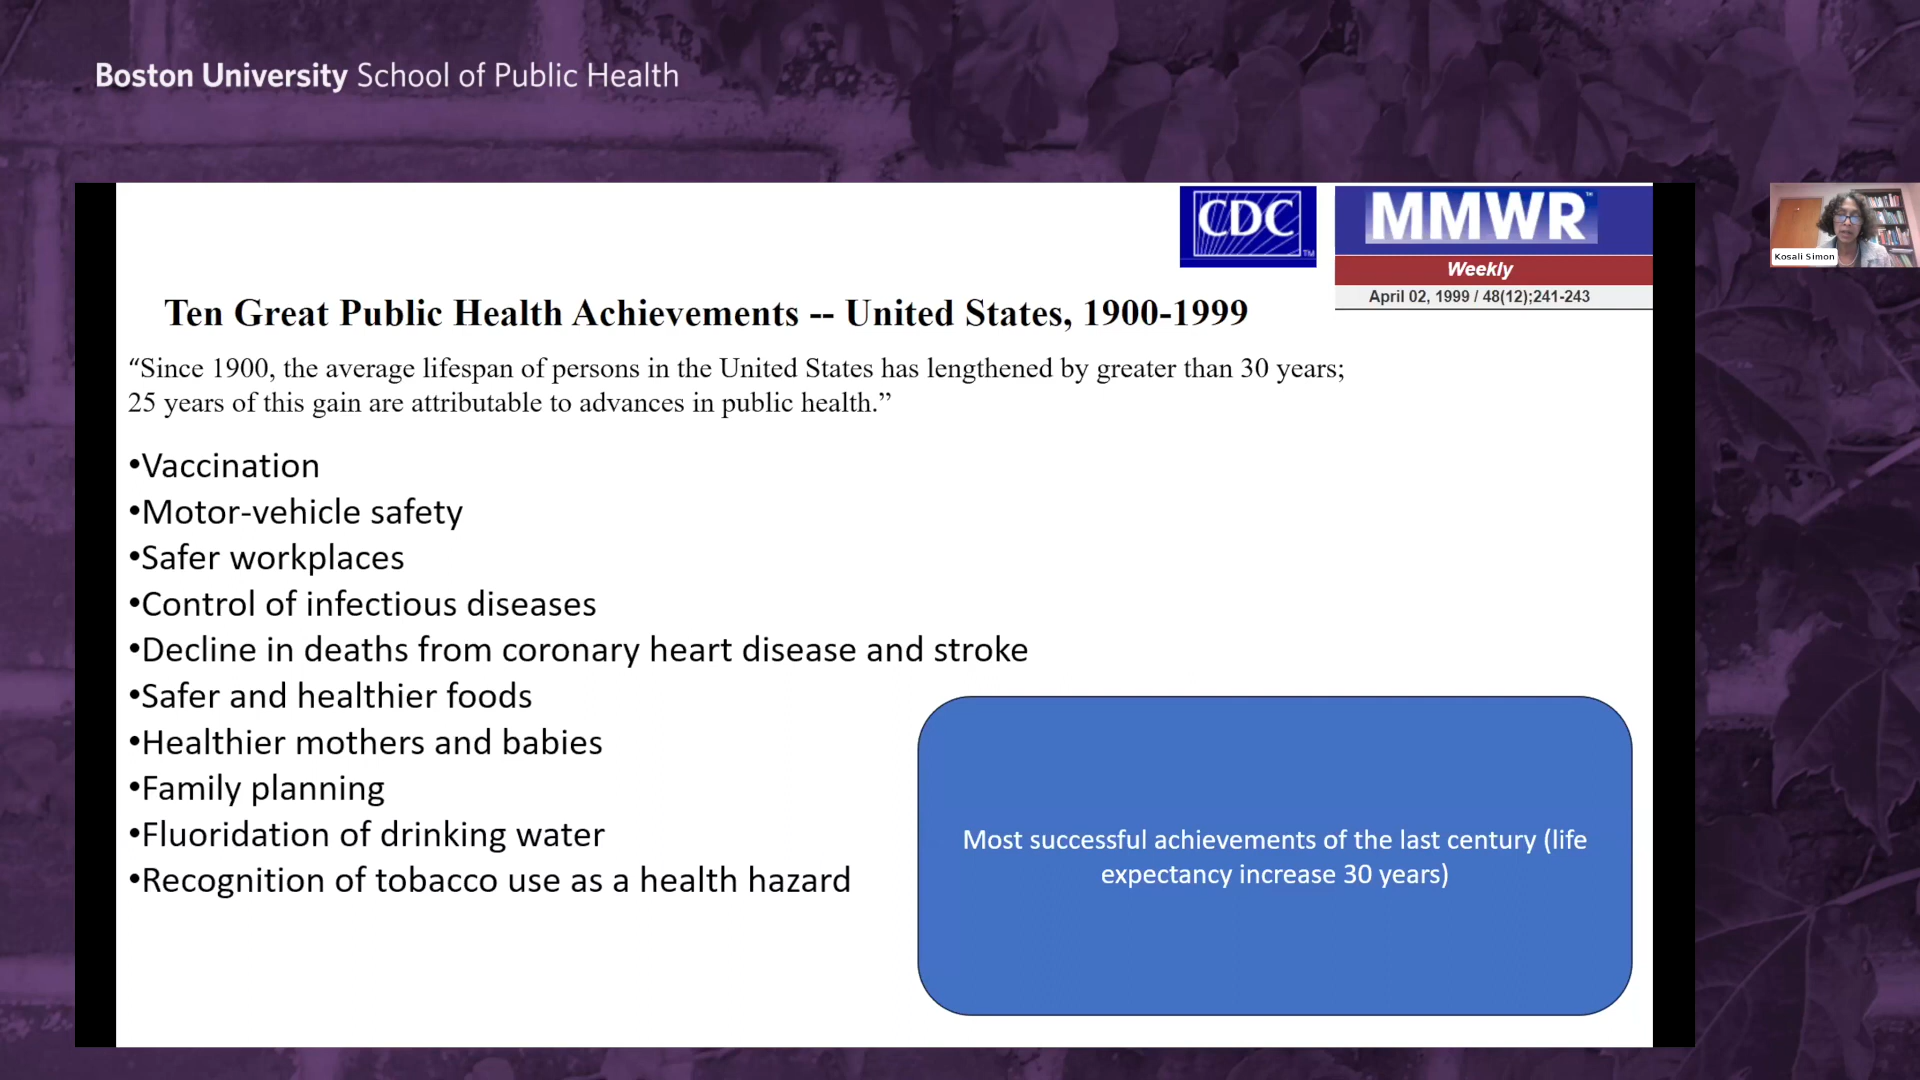 Boston University School of Public Health
CDC
TM
MMWR
TM
Weekly
April 02, 1999 / 48(12);241-243
Kosali Simon
Ten Great Public Health Achievements -- United States, 1900-1999
“Since 1900, the average lifespan of persons in the United States has lengthened by greater than 30 years;
25 years of this gain are attributable to advances in public health.”
•Vaccination
•Motor-vehicle safety
•Safer workplaces
•Control of infectious diseases
•Decline in deaths from coronary heart disease and stroke
•Safer and healthier foods
•Healthier mothers and babies
•Family planning
•Fluoridation of drinking water
•Recognition of tobacco use as a health hazard
Most successful achievements of the last century (life
expectancy increase 30 years)